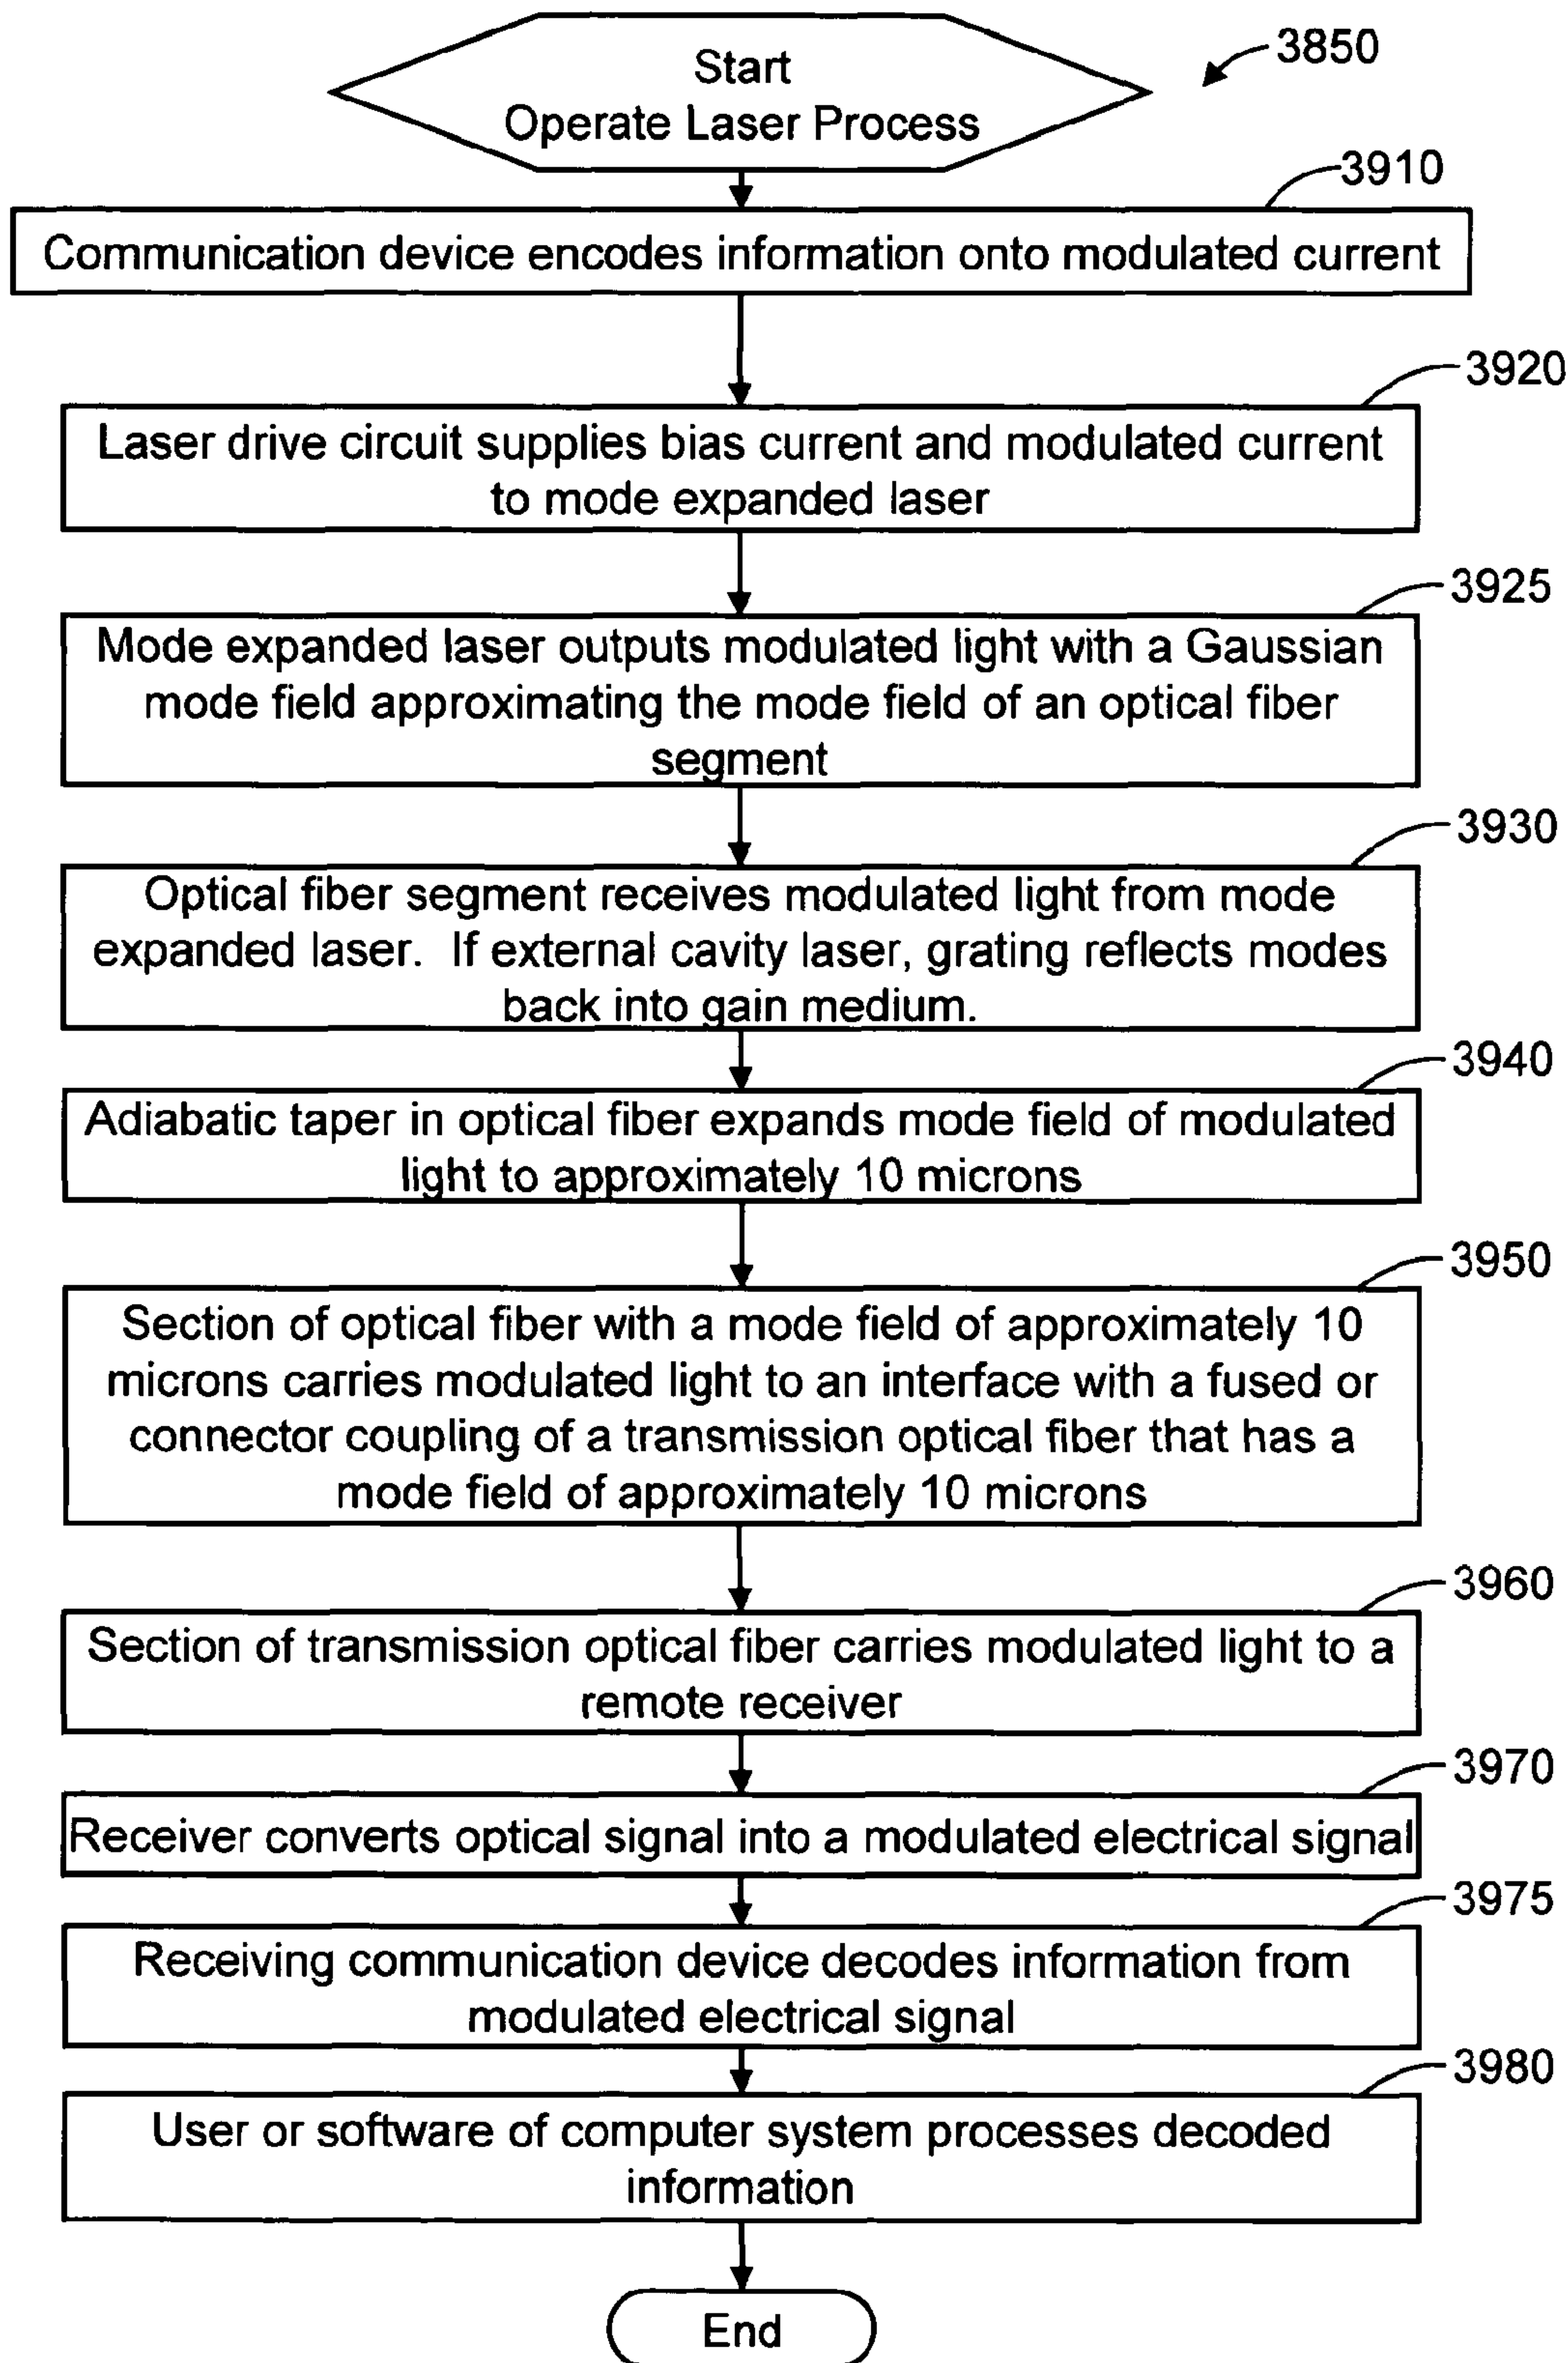 Start
Operate Laser Process
3850
3910
Communication device encodes information onto modulated current
3920
Laser drive circuit supplies bias current and modulated current
to mode expanded laser
3925
Mode expanded laser outputs modulated light with a Gaussian
mode field approximating the mode field of an optical fiber
segment
3930
Optical fiber segment receives modulated light from mode
expanded laser. If external cavity laser, grating reflects modes
back into gain medium.
3940
Adiabatic taper in optical fiber expands mode field of modulated
light to approximately 10 microns
3950
Section of optical fiber with a mode field of approximately 10
microns carries modulated light to an interface with a fused or
connector coupling of a transmission optical fiber that has a
mode field of approximately 10 microns
3960
Section of transmission optical fiber carries modulated light to a
remote receiver
3970
Receiver converts optical signal into a modulated electrical signal
3975
Receiving communication device decodes information from
modulated electrical signal
3980
User or software of computer system processes decoded
information
End